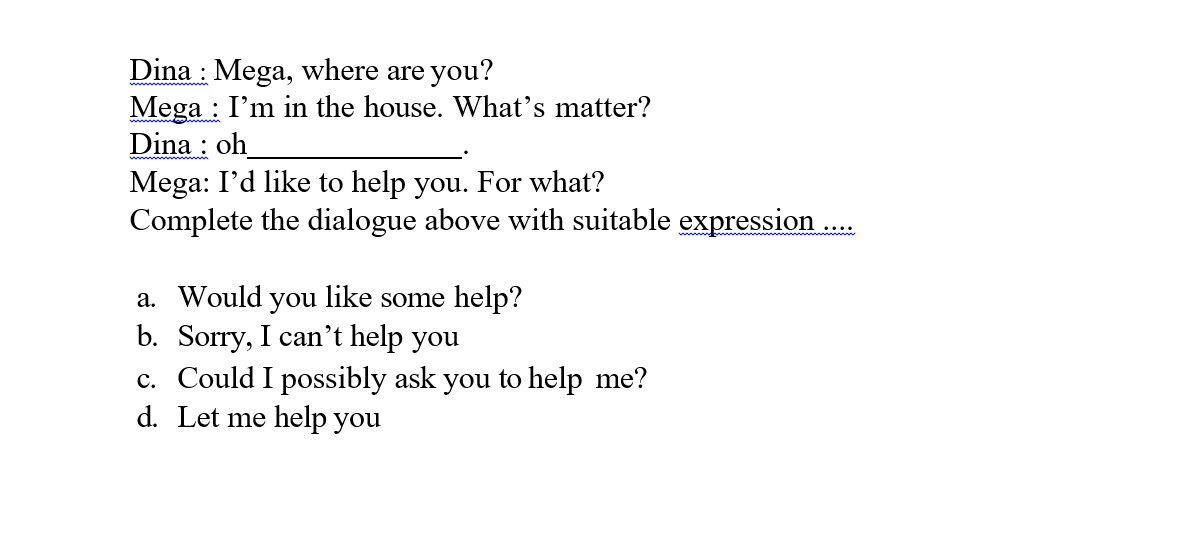 Dina : Mega, where are you?
Mega : I’m in the house. What’s matter?
Dina : oh______________.
Mega: I’d like to help you. For what?
Complete the dialogue above with suitable expression ....
a. Would you like some help?
b. Sorry, I can’t help you
c. Could I possibly ask you to help me?
d. Let me help you